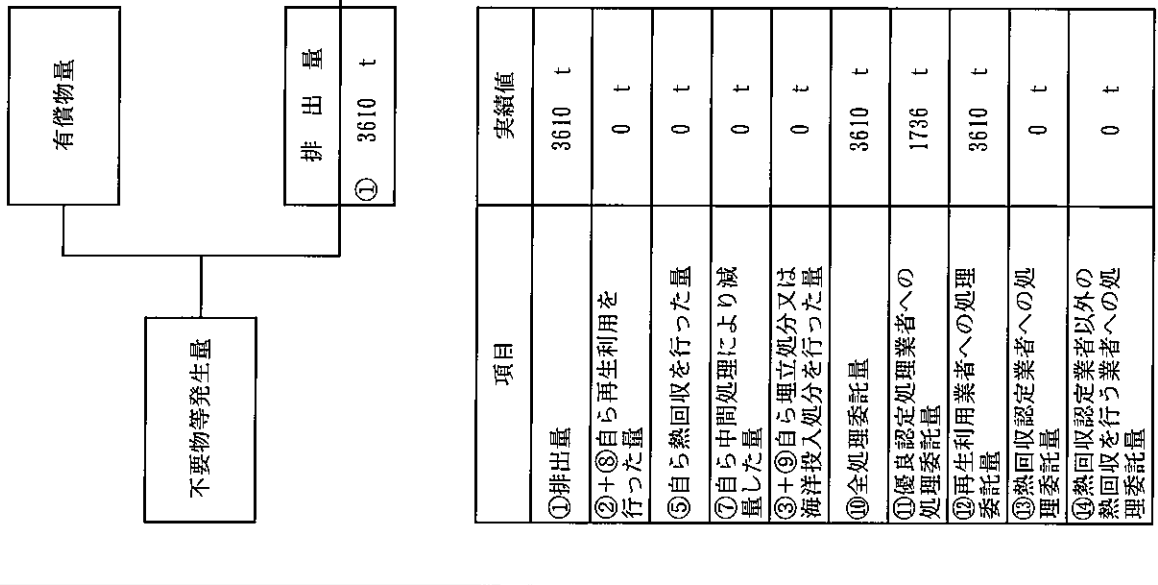 有償物量
不要物等発生量
排出量
① 3610 t
項目
実績値
①排出量
3610 t
②+⑧自ら再生利用を
行った量
0 t
⑤自ら熱回収を行った量
0 t
⑦自ら中間処理により減
量した量
0 t
③+⑨自ら埋立処分又は
海洋投入処分を行った量
0 t
⑩全処理委託量
3610 t
⑪優良認定処理業者への
処理委託量
1736 t
⑫再生利用業者への処理
委託量
3610 t
⑬熱回収認定業者への処
理委託量
0 t
⑭熱回収認定業者以外の
熱回収を行う業者への処
理委託量
0 t